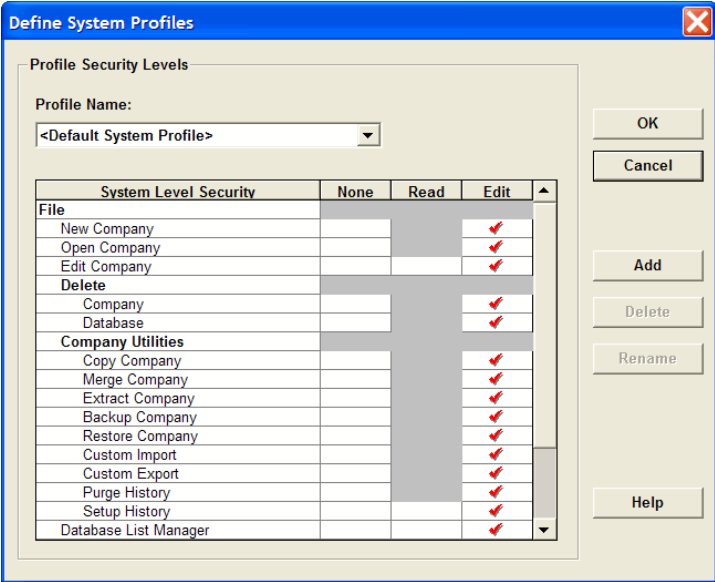 Define System Profiles
Profile Security Levels
Profile Name:
<Default System Profile>
System Level Security None Read Edit
File
New Company
Open Company
Edit Company
Delete
Company
Database
Company Utilities
Copy Company
Merge Company
Extract Company
Backup Company
Restore Company
Custom Import
Custom Export
Purge History
Setup History
Database List Manager
OK
Cancel
Add
Delete
Rename
Help